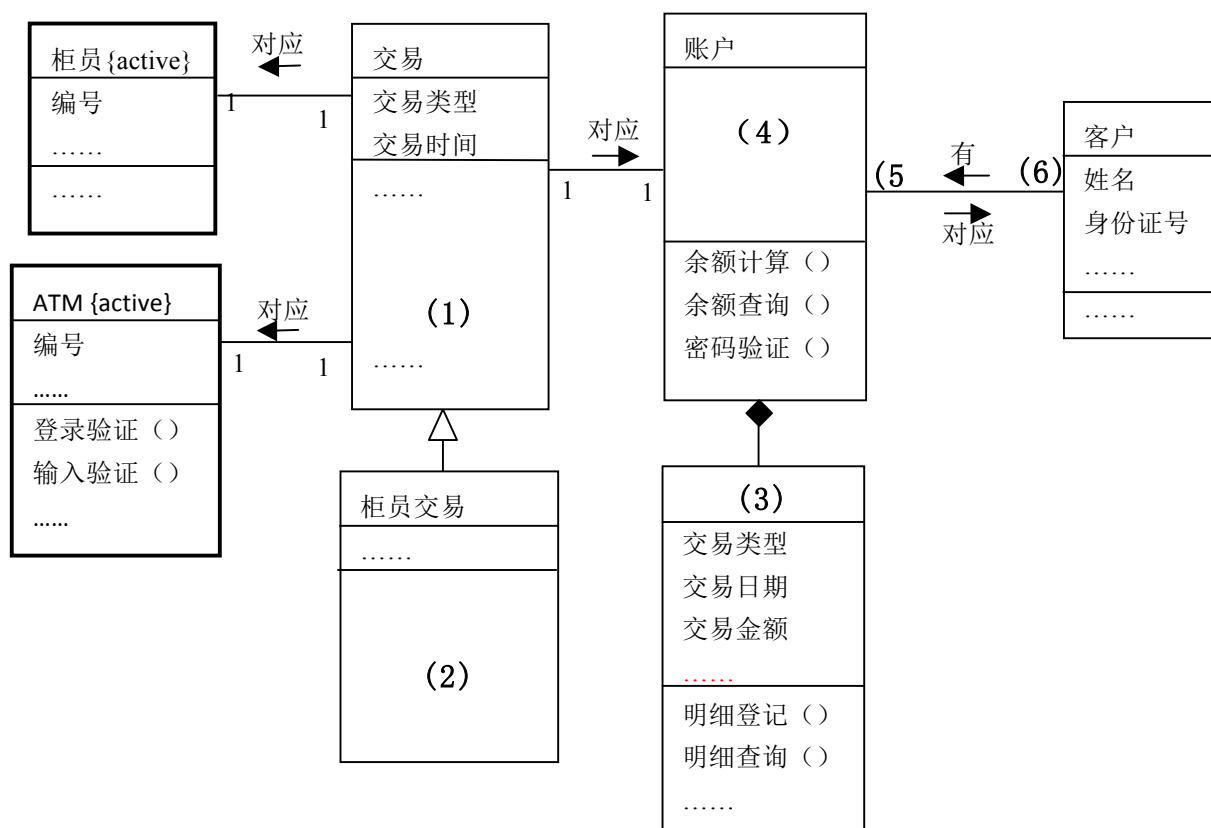 柜员{active}
编号
……
……
对应
1
1
交易
交易类型
交易时间
……
(1)
……
ATM {active}
编号
……
登录验证（）
输入验证（）
……
对应
1
1
柜员交易
……
(2)
对应
1
1
账户
(4)
余额计算（）
余额查询（）
密码验证（）
(3)
交易类型
交易日期
交易金额
……
明细登记（）
明细查询（）
……
(5
有
对应
(6)
客户
姓名
身份证号
……
……